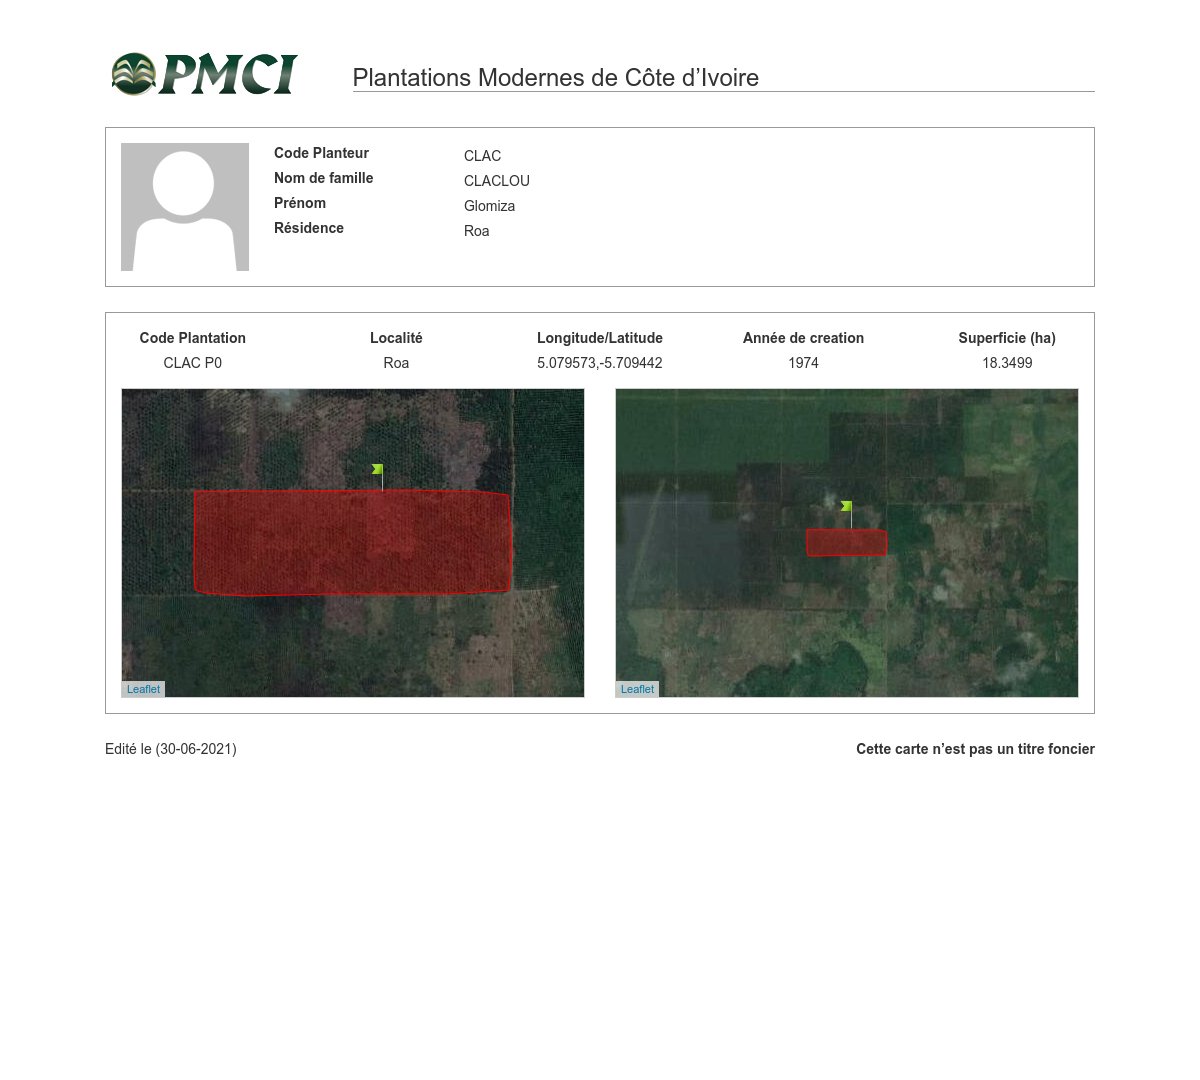 PMCI
Plantations Modernes de Côte d’Ivoire
Code Planteur CLAC
Nom de famille CLACLOU
Prénom Glomiza
Résidence Roa
Code Plantation Localité Longitude/Latitude Année de creation Superficie (ha)
CLAC P0 Roa 5.079573,-5.709442 1974 18.3499
Leaflet Leaflet
Edité le (30-06-2021) Cette carte n’est pas un titre foncier